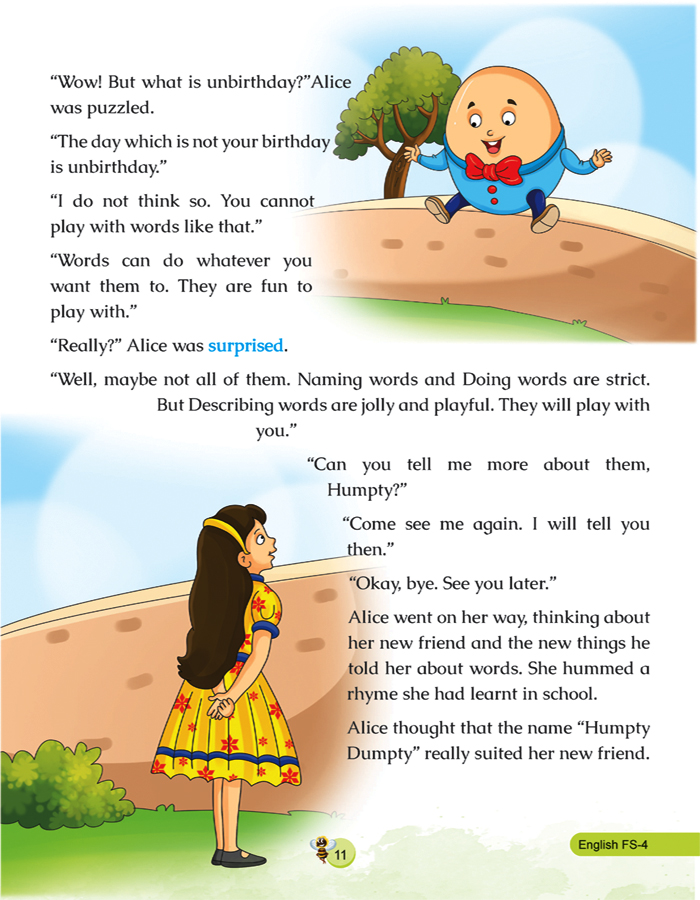 “Wow! But what is unbirthday?”Alice
was puzzled.
“The day which is not your birthday
is unbirthday.”
“I do not think so. You cannot
play with words like that.”
“Words can do whatever you
want them to. They are fun to
play with.”
“Really?” Alice was surprised.
“Well, maybe not all of them. Naming words and Doing words are strict.
But Describing words are jolly and playful. They will play with
you.”
“Can you tell me more about them,
Humpty?”
“Come see me again. I will tell you
then.”
“Okay, bye. See you later.”
Alice went on her way, thinking about
her new friend and the new things he
told her about words. She hummed a
rhyme she had learnt in school.
Alice thought that the name “Humpty
Dumpty” really suited her new friend.
11
English FS-4